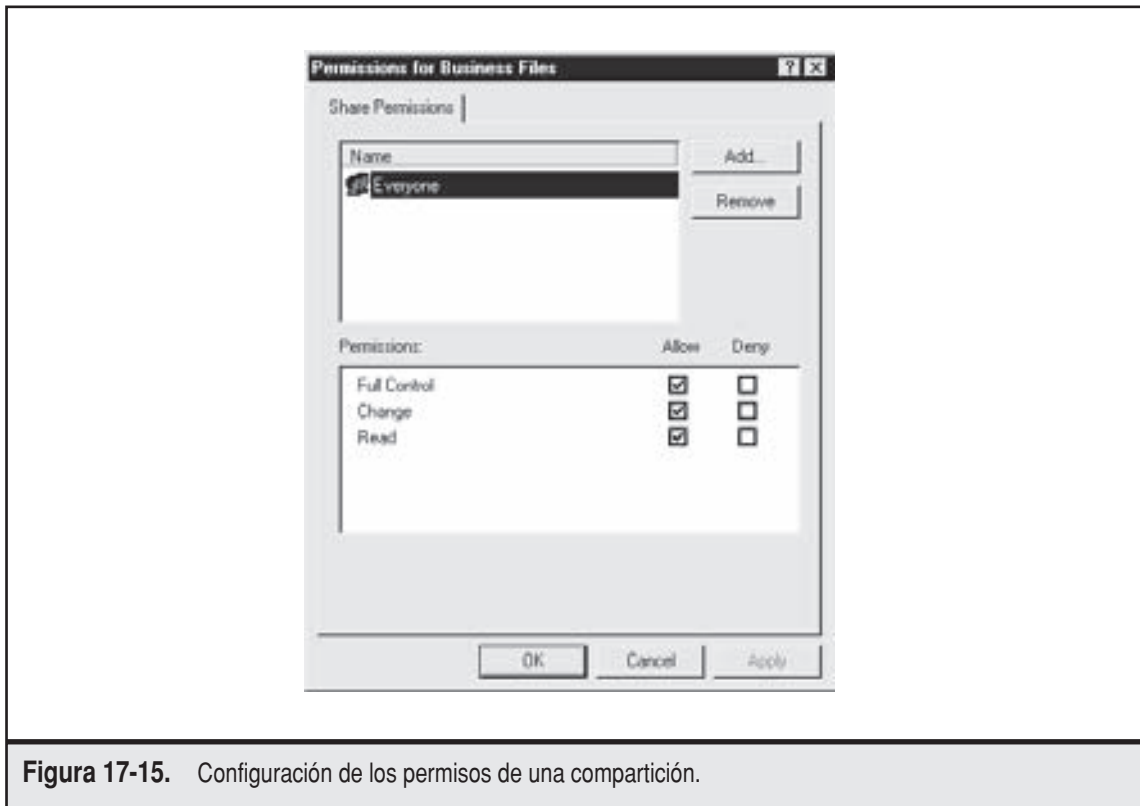 Permissions for Business Files
Share Permissions
Name
Add...
Everyone
Remove
Permissions: Allow Deny
Full Control
Change
Read
OK Cancel Apply
Figura 17-15. Configuración de los permisos de una compartición.